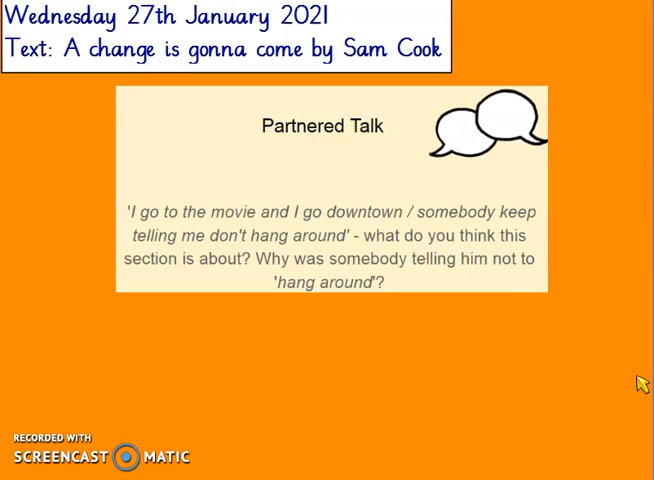 Wednesday 27th January 2021
Text: A change is gonna come by Sam Cook
Partnered Talk
'I go to the movie and I go downtown / somebody keep
telling me don't hang around' - what do you think this
section is about? Why was somebody telling him not to
'hang around'?
RECORDED WITH
SCREENCAST MATIC